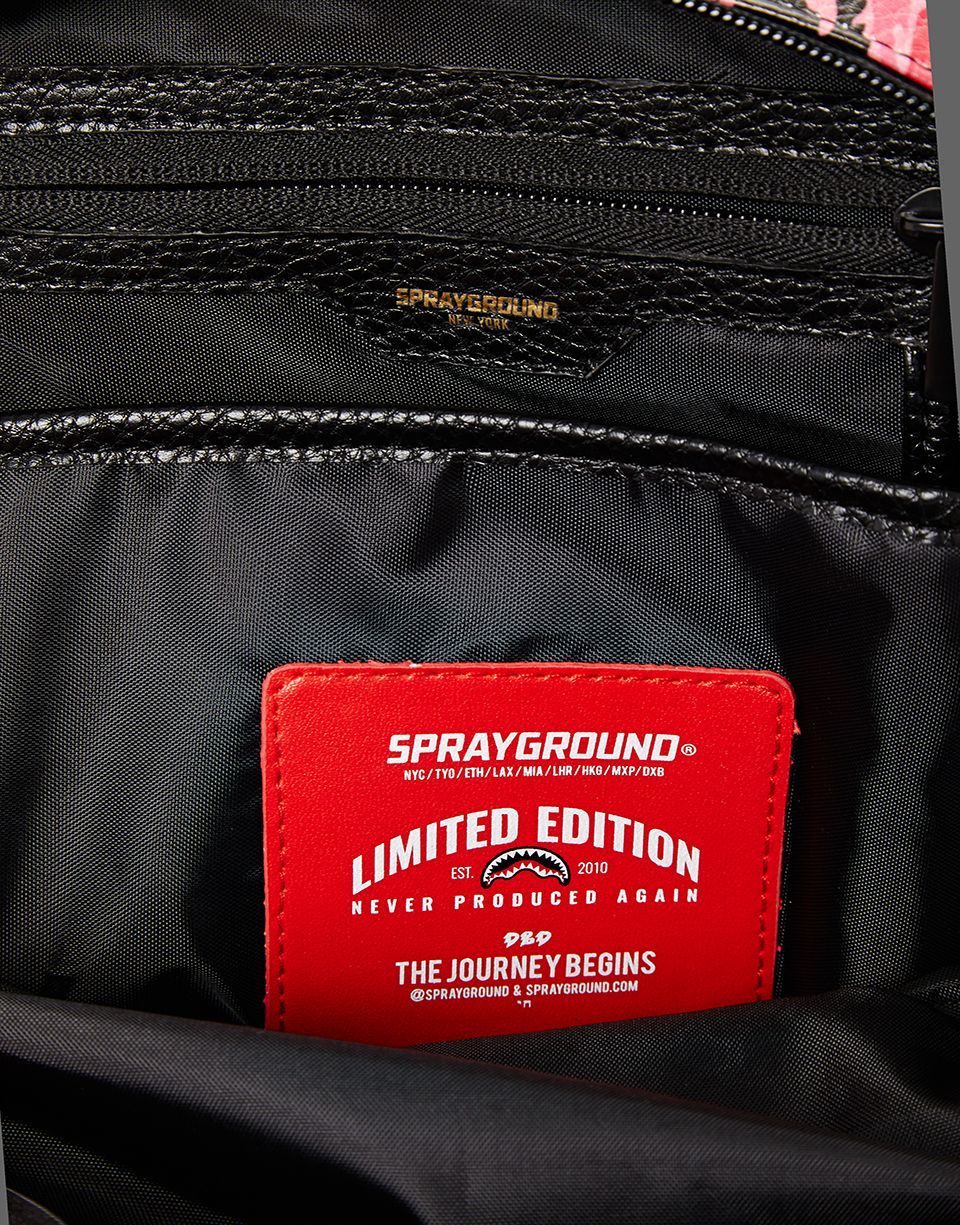 SPRAYGROUND
NEW YORK
SPRAYGROUND®
NYC/TYO/ETH/LAX/MIA/LHR/HKG/MXP/DXB
LIMITED EDITION
EST. 2010
NEVER PRODUCED AGAIN
DBD
THE JOURNEY BEGINS
@SPRAYGROUND & SPRAYGROUND.COM